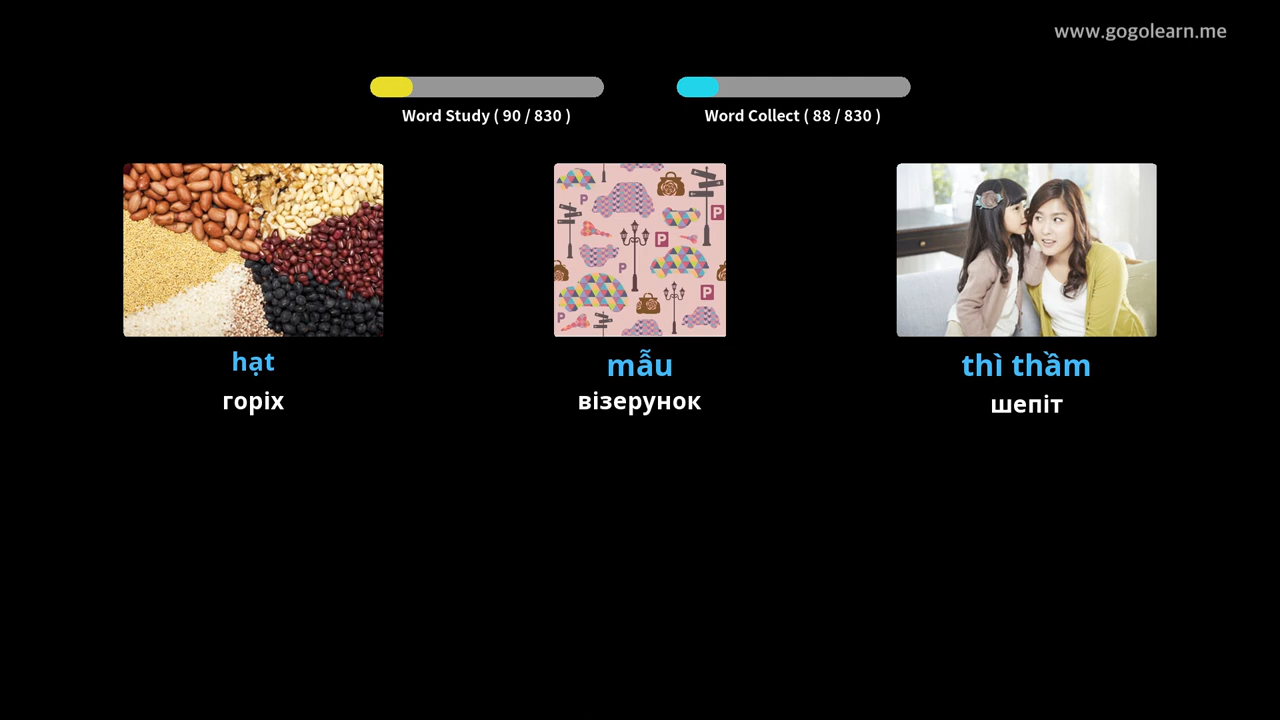 www.gogolearn.me
Word Study ( 90 / 830 )
Word Collect ( 88 / 830 )
hạt
горіх
mẫu
візерунок
thì thầm
шепіт